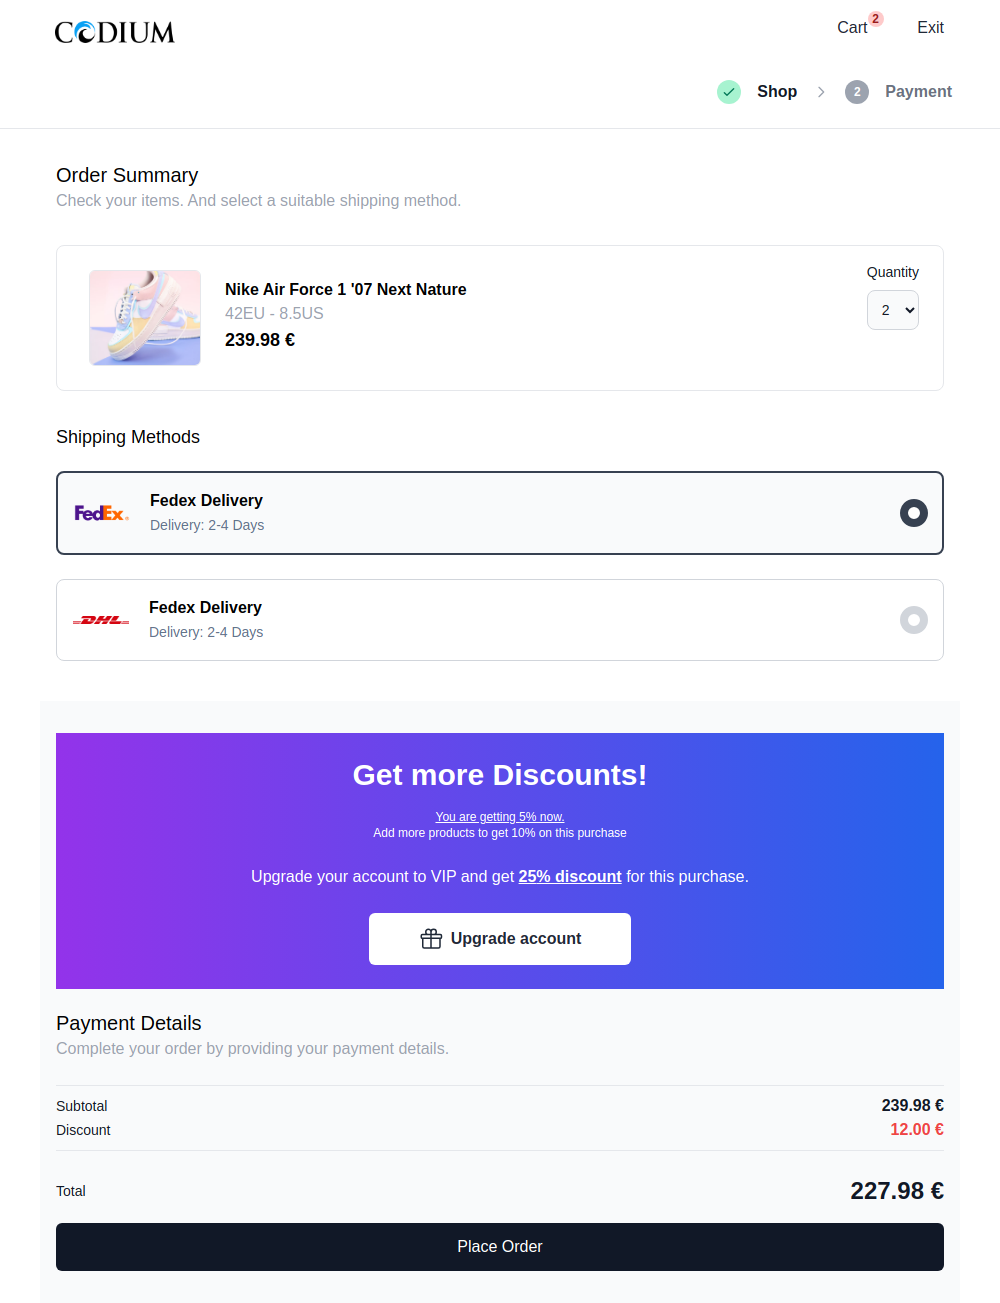 CODIUM
Cart 2 Exit
Shop 2 Payment
Order Summary
Check your items. And select a suitable shipping method.
Quantity
Nike Air Force 1 '07 Next Nature
2
42EU - 8.5US
239.98 €
Shipping Methods
FedEx
Fedex Delivery
Delivery: 2-4 Days
DHL
Fedex Delivery
Delivery: 2-4 Days
Get more Discounts!
You are getting 5% now.
Add more products to get 10% on this purchase
Upgrade your account to VIP and get 25% discount for this purchase.
Upgrade account
Payment Details
Complete your order by providing your payment details.
Subtotal 239.98 €
Discount 12.00 €
Total 227.98 €
Place Order